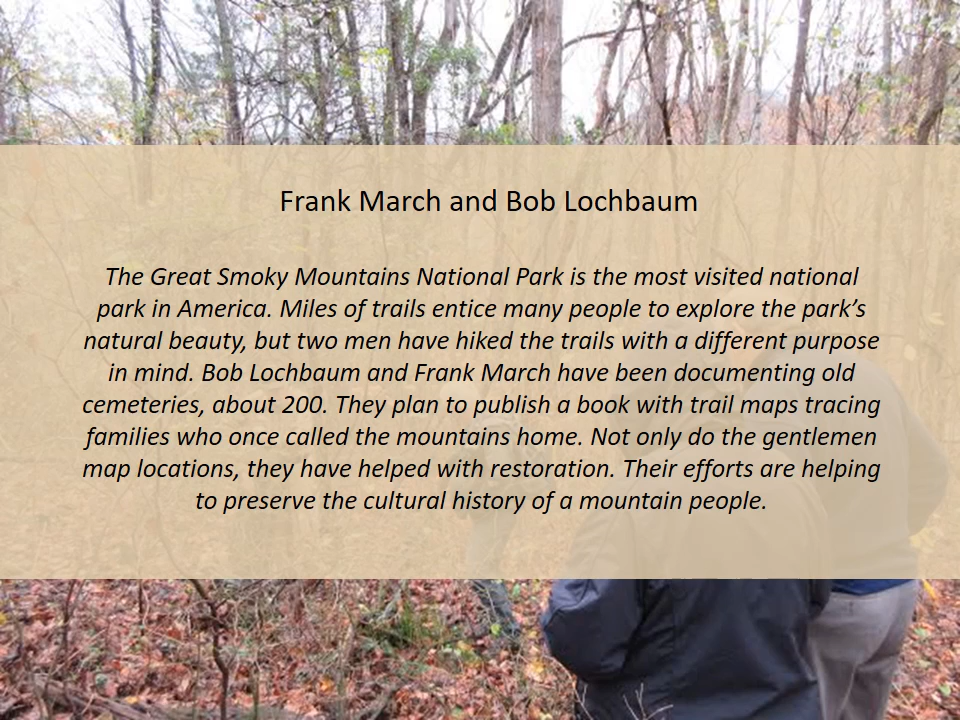 Frank March and Bob Lochbaum
The Great Smoky Mountains National Park is the most visited national
park in America. Miles of trails entice many people to explore the park’s
natural beauty, but two men have hiked the trails with a different purpose
in mind. Bob Lochbaum and Frank March have been documenting old
cemeteries, about 200. They plan to publish a book with trail maps tracing
families who once called the mountains home. Not only do the gentlemen
map locations, they have helped with restoration. Their efforts are helping
to preserve the cultural history of a mountain people.